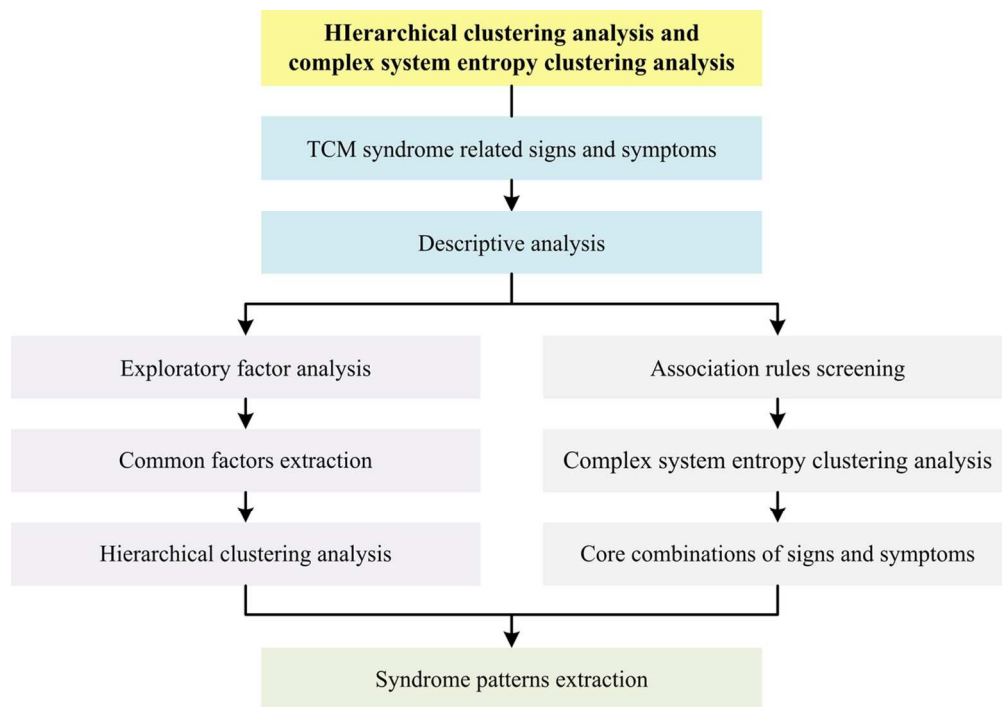 HIerarchical clustering analysis and
complex system entropy clustering analysis
TCM syndrome related signs and symptoms
Descriptive analysis
Exploratory factor analysis
Association rules screening
Common factors extraction
Complex system entropy clustering analysis
Hierarchical clustering analysis
Core combinations of signs and symptoms
Syndrome patterns extraction